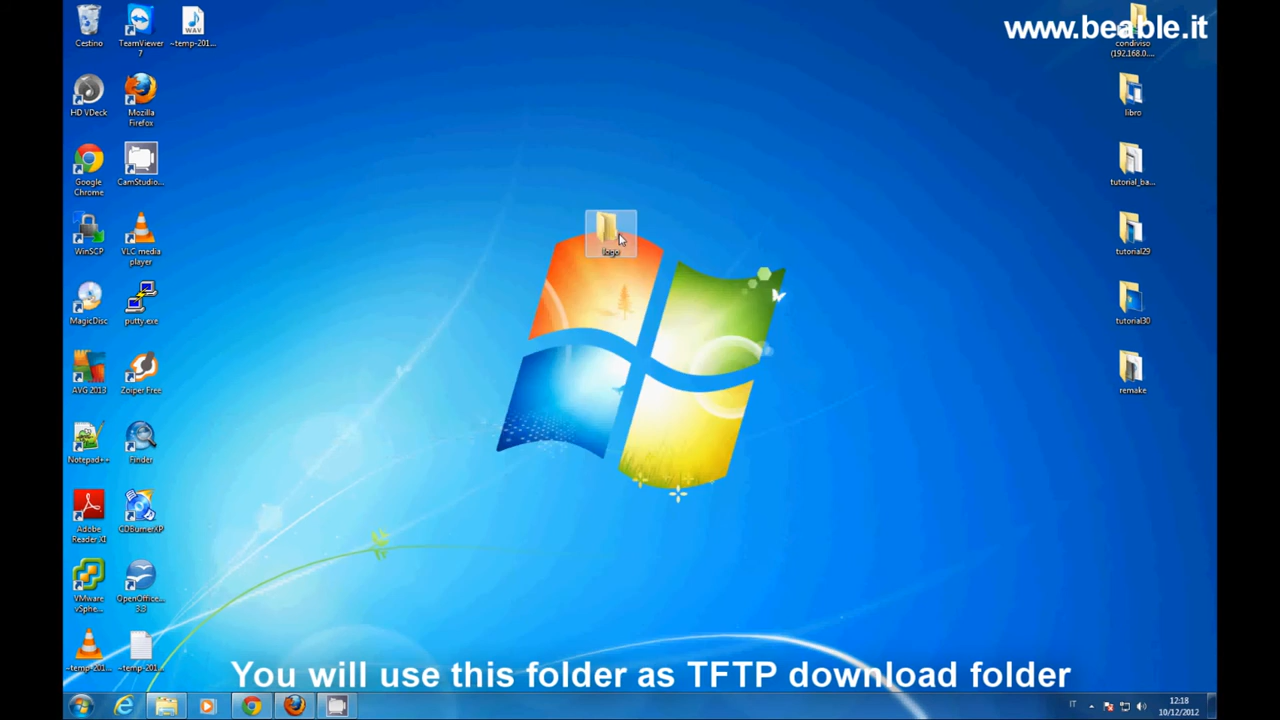 www.beable.it
Cestino
TeamViewer
7
~temp-201...
WAV
condiviso
(192.168.0....
HD VDeck
Mozilla
Firefox
libro
Google
Chrome
CamStudio...
tutorial_ba...
logo
WinSCP
VLC media
player
tutorial29
MagicDisc
putty.exe
tutorial30
AVG 2013
Zoiper Free
remake
Notepad++
Finder
Adobe
Reader XI
CDBurnerXP
VMware
vSphe...
OpenOffice...
3.3
~temp-201...
~temp-201...
You will use this folder as TFTP download folder
IT
12:18
10/12/2012